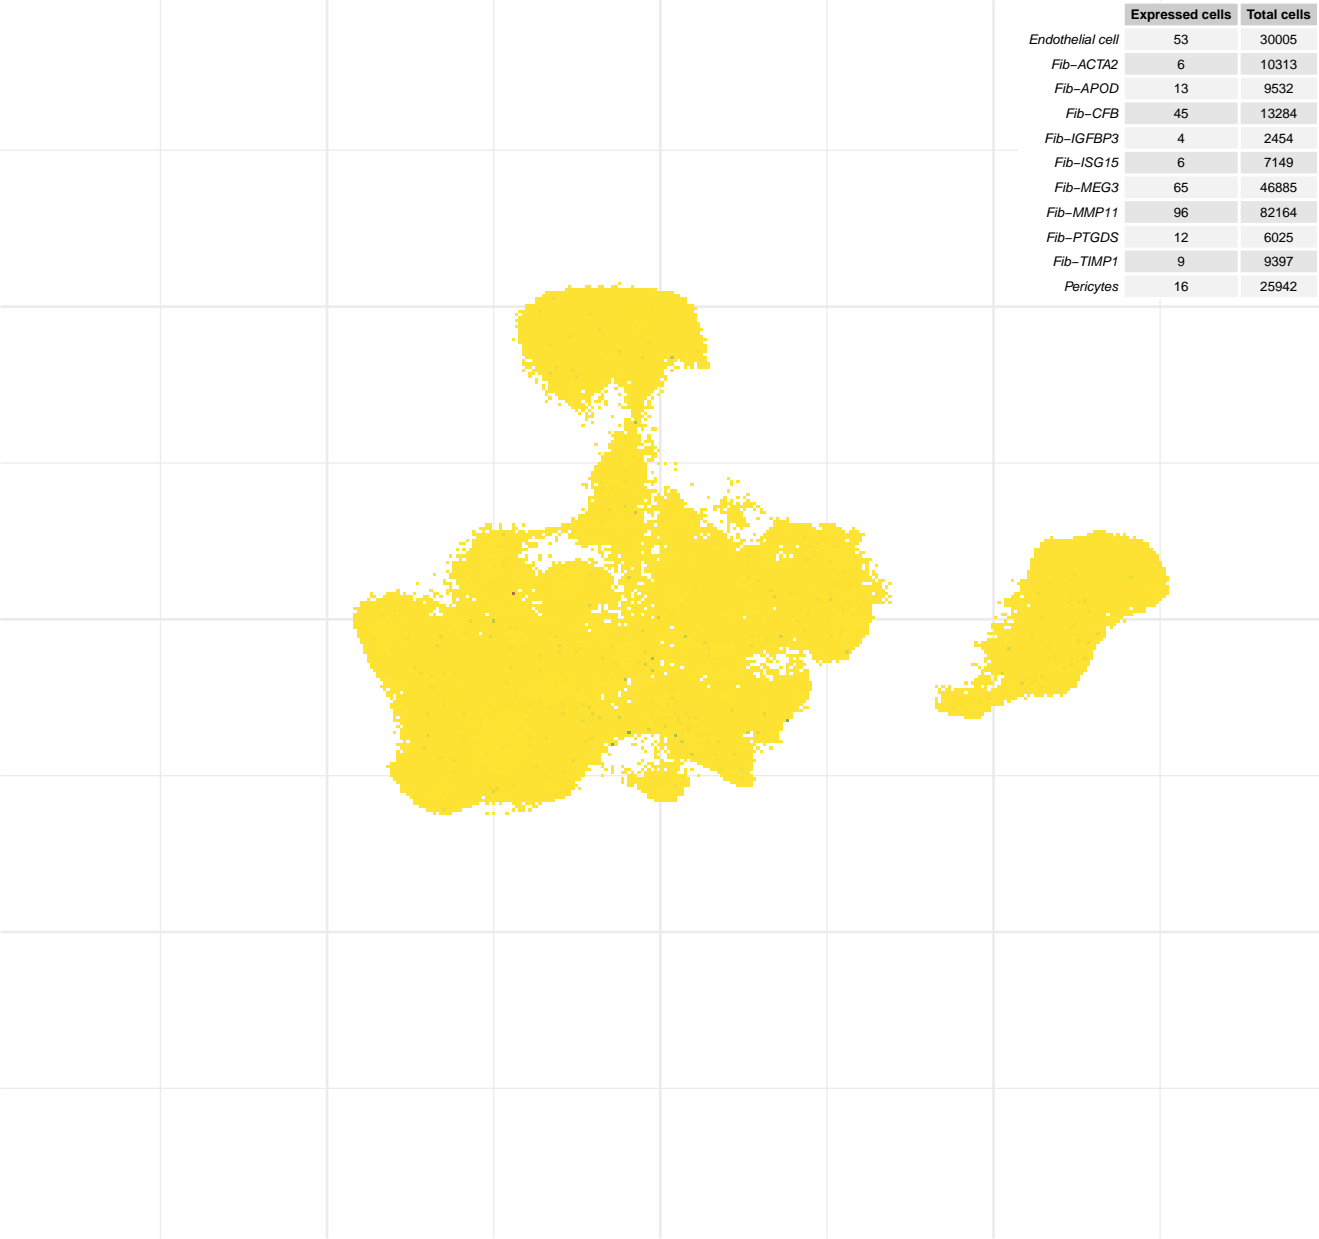 Expressed cells Total cells
Endothelial cell 53 30005
Fib−ACTA2 6 10313
Fib−APOD 13 9532
Fib−CFB 45 13284
Fib−IGFBP3 4 2454
Fib−ISG15 6 7149
Fib−MEG3 65 46885
Fib−MMP11 96 82164
Fib−PTGDS 12 6025
Fib−TIMP1 9 9397
Pericytes 16 25942